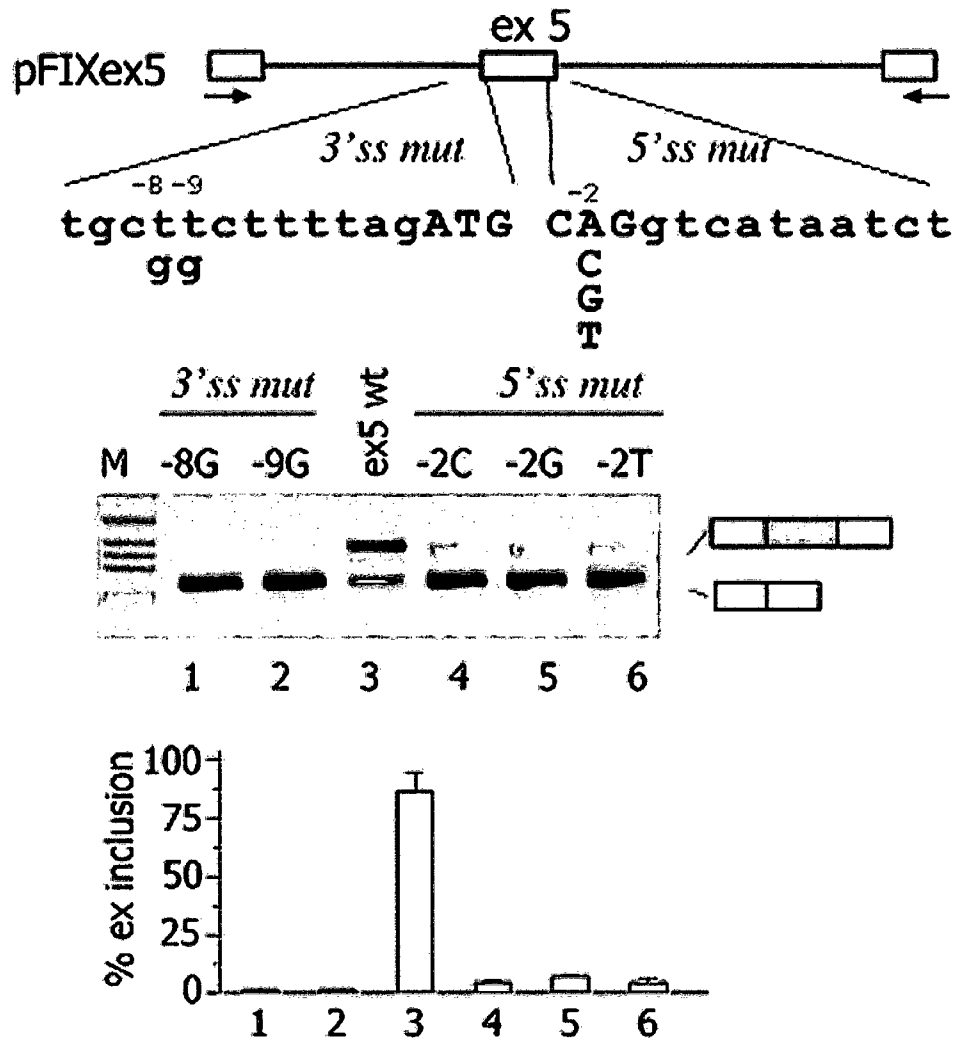 ex 5
pFIXex5
3'ss mut 5'ss mut
-8 -9 -2
tgcttcttttagATG CAGgtcataatct
gg C
G
T
3'ss mut ex5 wt 5'ss mut
M -8G -9G -2C -2G -2T
1 2 3 4 5 6
% ex inclusion
100
75
50
25
0
1 2 3 4 5 6